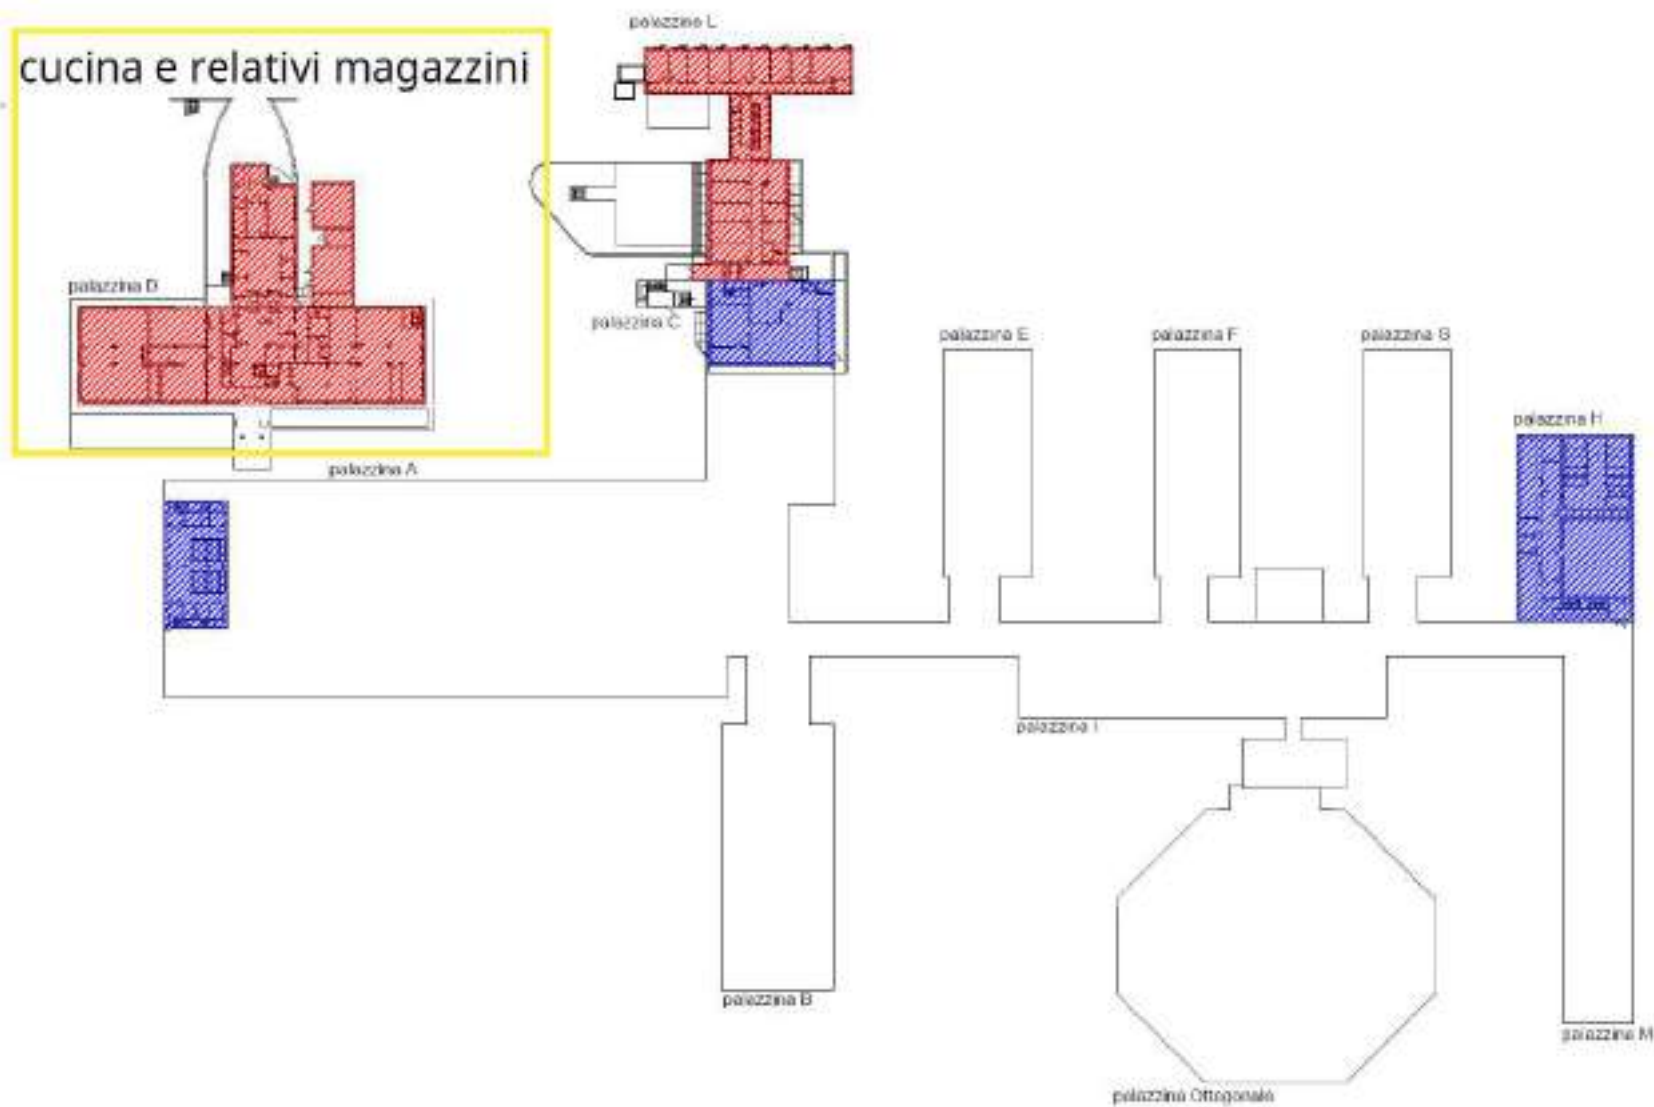 palazzina L
cucina e relativi magazzini
palazzina D
palazzina C
palazzina E
palazzina F
palazzina G
palazzina H
palazzina A
palazzina I
palazzina B
palazzina M
palazzina Ottogonale